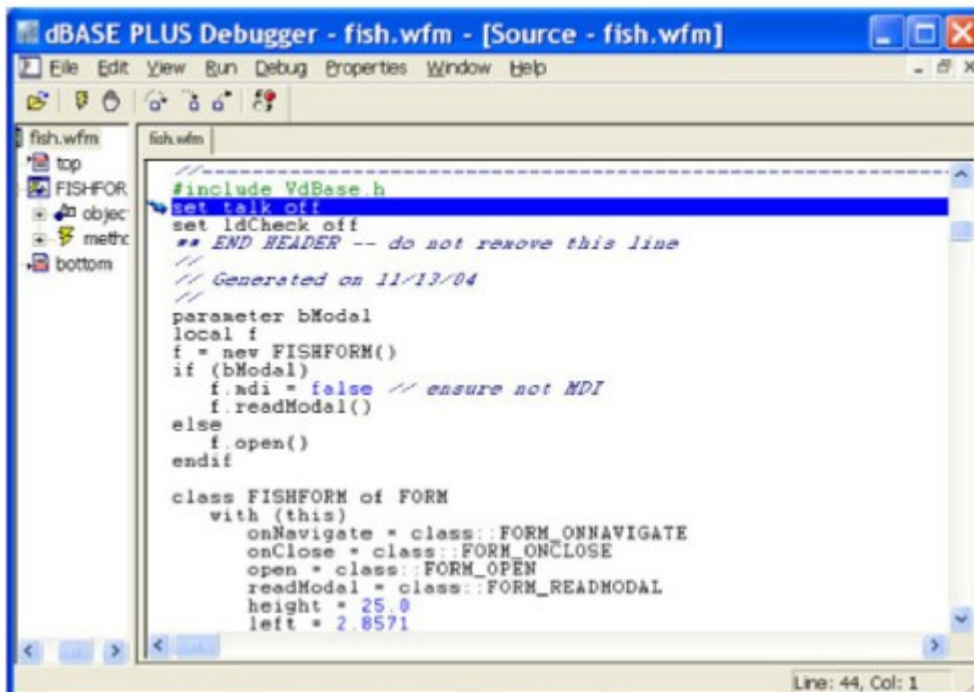 dBASE PLUS Debugger - fish.wfm - [Source - fish.wfm]
File Edit View Run Debug Properties Window Help
fish.wfm
top
FISHFOR
objec
methc
bottom
fish.wfm
//--------------------------------------------------------------
#include VdBase.h
set talk off
set ldCheck off
** END HEADER -- do not remove this line
//
// Generated on 11/13/04
//
parameter bModal
local f
f = new FISHFORM()
if (bModal)
f.mdi = false // ensure not MDI
f.readModal()
else
f.open()
endif
class FISHFORM of FORM
with (this)
onNavigate = class::FORM_ONNAVIGATE
onClose = class::FORM_ONCLOSE
open = class::FORM_OPEN
readModal = class::FORM_READMODAL
height = 25.0
left = 2.8571
Line: 44, Col: 1